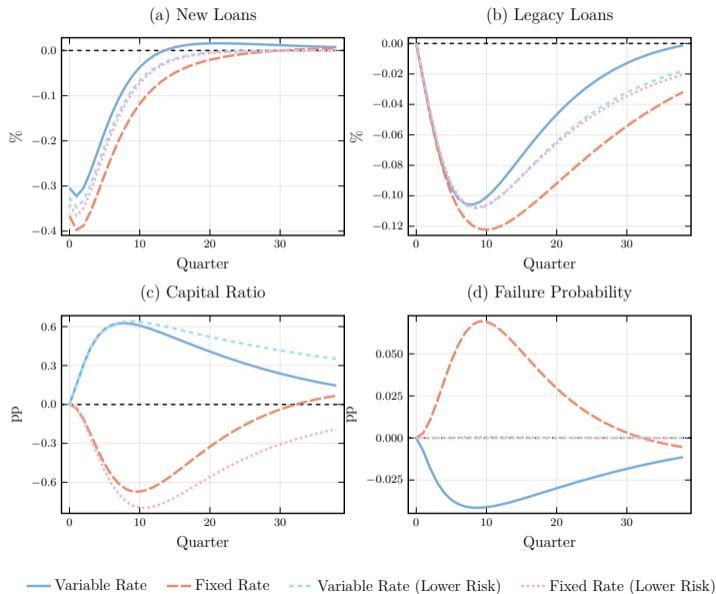 (a) New Loans
(b) Legacy Loans
0.0
−0.1
−0.2
−0.3
−0.4
%
0 10 20 30
Quarter
0.00
−0.02
−0.04
−0.06
−0.08
−0.10
−0.12
%
0 10 20 30
Quarter
(c) Capital Ratio
(d) Failure Probability
0.6
0.3
0.0
−0.3
−0.6
pp
0 10 20 30
Quarter
0.050
0.025
0.000
−0.025
pp
0 10 20 30
Quarter
Variable Rate Fixed Rate Variable Rate (Lower Risk) Fixed Rate (Lower Risk)